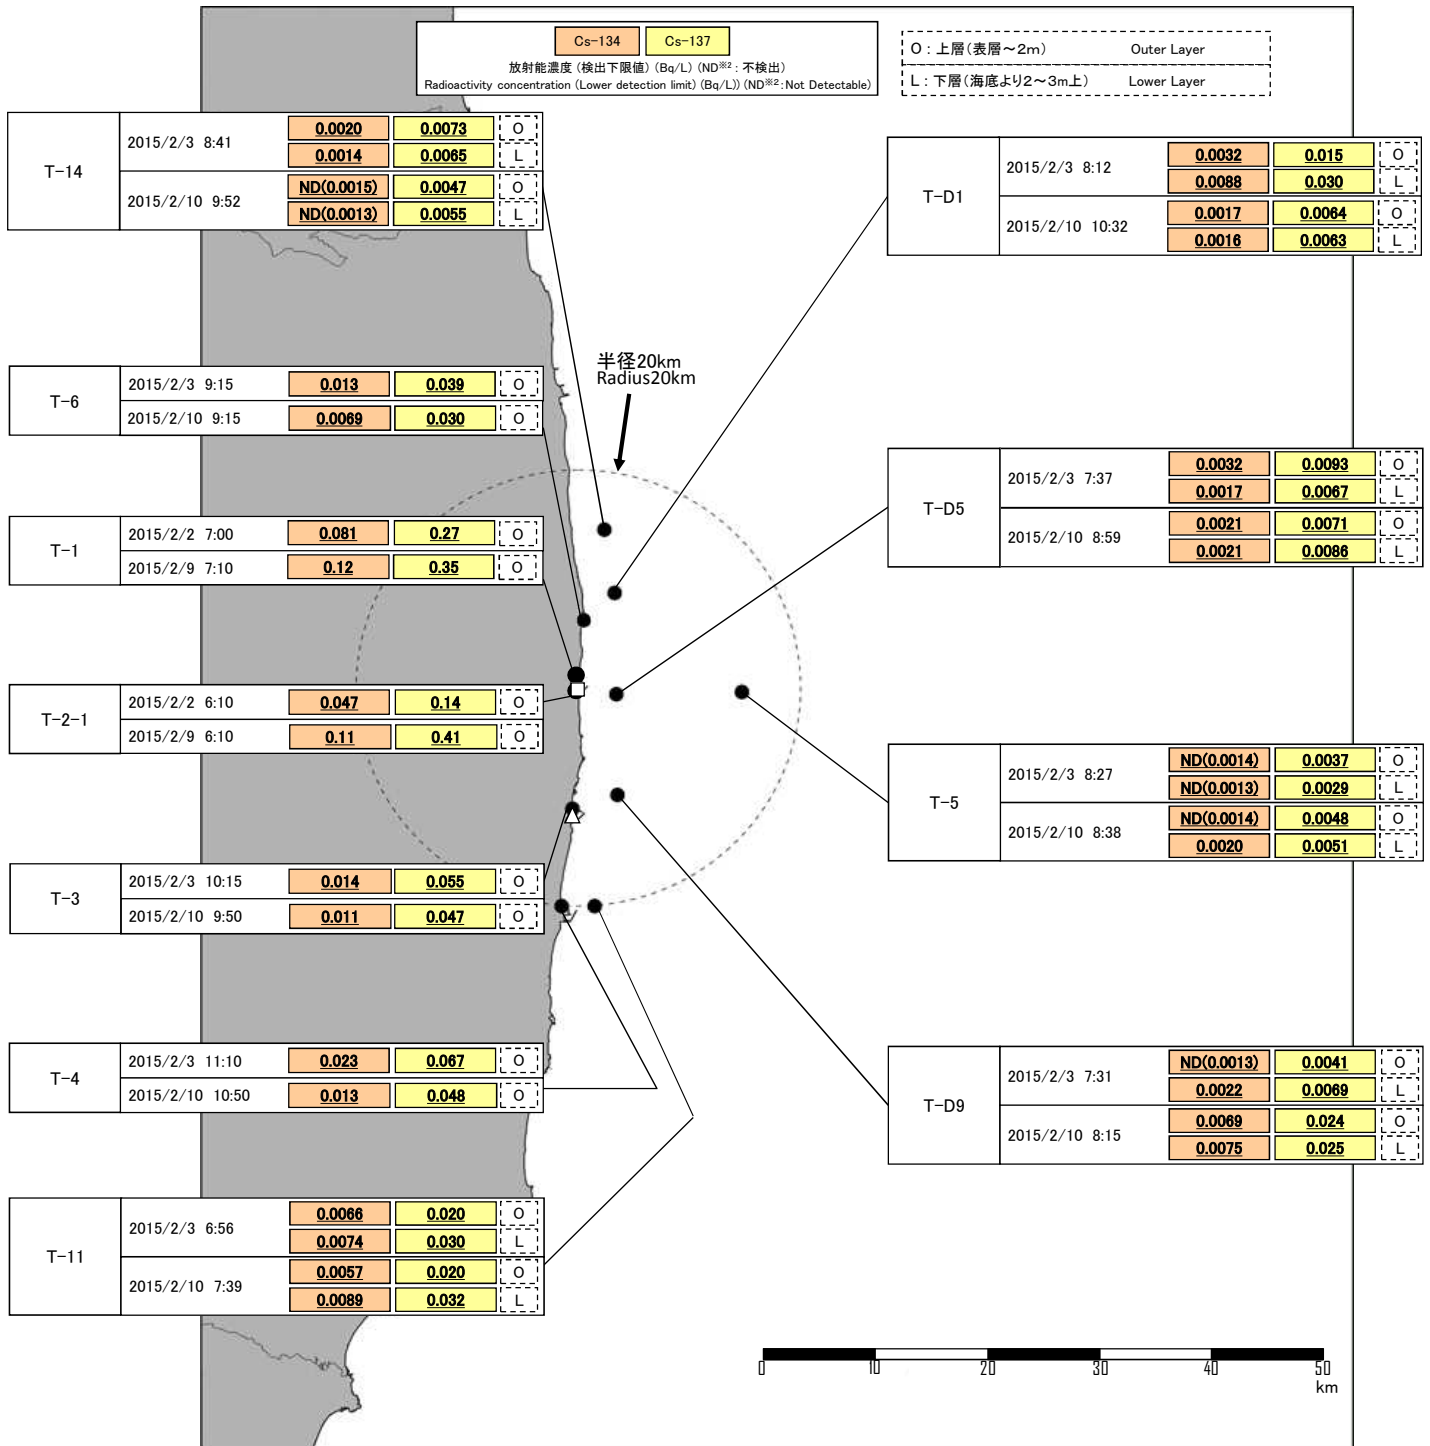 Cs-134 Cs-137
放射能濃度(検出下限値)(Bq/L)(ND※2:不検出)
Radioactivity concentration (Lower detection limit) (Bq/L)) (ND※2:Not Detectable)
O:上層(表層~2m) Outer Layer
L:下層(海底より2~3m上) Lower Layer
T-14
2015/2/3 8:41
0.0020 0.0073 O
0.0014 0.0065 L
2015/2/10 9:52
ND(0.0015) 0.0047 O
ND(0.0013) 0.0055 L
T-D1
2015/2/3 8:12
0.0032 0.015 O
0.0088 0.030 L
2015/2/10 10:32
0.0017 0.0064 O
0.0016 0.0063 L
半径20km
Radius20km
T-6
2015/2/3 9:15 0.013 0.039 O
2015/2/10 9:15 0.0069 0.030 O
T-D5
2015/2/3 7:37
0.0032 0.0093 O
0.0017 0.0067 L
2015/2/10 8:59
0.0021 0.0071 O
0.0021 0.0086 L
T-1
2015/2/2 7:00 0.081 0.27 O
2015/2/9 7:10 0.12 0.35 O
T-2-1
2015/2/2 6:10 0.047 0.14 O
2015/2/9 6:10 0.11 0.41 O
T-5
2015/2/3 8:27
ND(0.0014) 0.0037 O
ND(0.0013) 0.0029 L
2015/2/10 8:38
ND(0.0014) 0.0048 O
0.0020 0.0051 L
T-3
2015/2/3 10:15 0.014 0.055 O
2015/2/10 9:50 0.011 0.047 O
T-4
2015/2/3 11:10 0.023 0.067 O
2015/2/10 10:50 0.013 0.048 O
T-D9
2015/2/3 7:31
ND(0.0013) 0.0041 O
0.0022 0.0069 L
2015/2/10 8:15
0.0069 0.024 O
0.0075 0.025 L
T-11
2015/2/3 6:56
0.0066 0.020 O
0.0074 0.030 L
2015/2/10 7:39
0.0057 0.020 O
0.0089 0.032 L
0 10 20 30 40 50
km